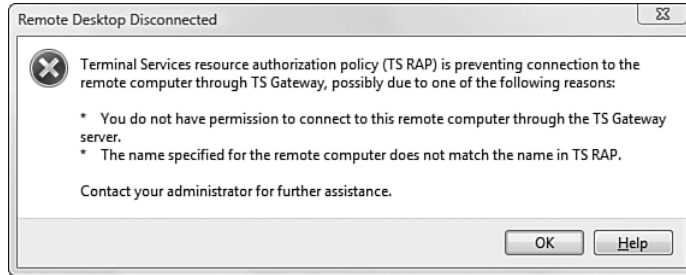 Remote Desktop Disconnected
Terminal Services resource authorization policy (TS RAP) is preventing connection to the
remote computer through TS Gateway, possibly due to one of the following reasons:
* You do not have permission to connect to this remote computer through the TS Gateway
server.
* The name specified for the remote computer does not match the name in TS RAP.
Contact your administrator for further assistance.
OK Help